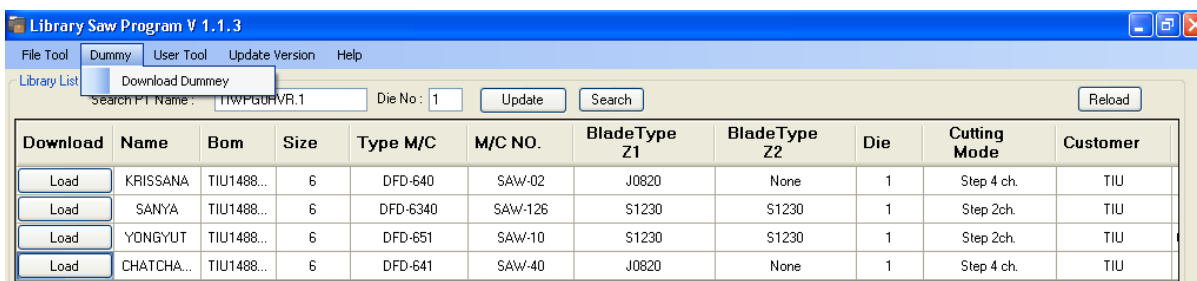 Library Saw Program V 1.1.3
File Tool Dummy User Tool Update Version Help
Download Dummey
Library List
Search PT Name : Die No : 1 Update Search Reload
Download Name Bom Size Type M/C M/C NO. BladeType Z1 BladeType Z2 Die Cutting Mode Customer
Load KRISSANA TIU1488... 6 DFD-640 SAW-02 J0820 None 1 Step 4 ch. TIU
Load SANYA TIU1488... 6 DFD-6340 SAW-126 S1230 S1230 1 Step 2ch. TIU
Load YONGYUT TIU1488... 6 DFD-651 SAW-10 S1230 S1230 1 Step 2ch. TIU
Load CHATCHA... TIU1488... 6 DFD-641 SAW-40 J0820 None 1 Step 4 ch. TIU